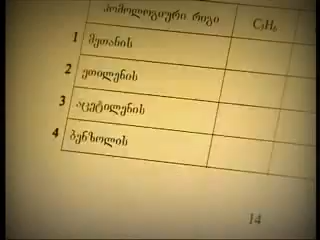 ჰომოლოგიური რიგი C₃H₆
1 მეთანის
2 ეთილენის
3 აცეტილენის
4 ბენზოლის
14